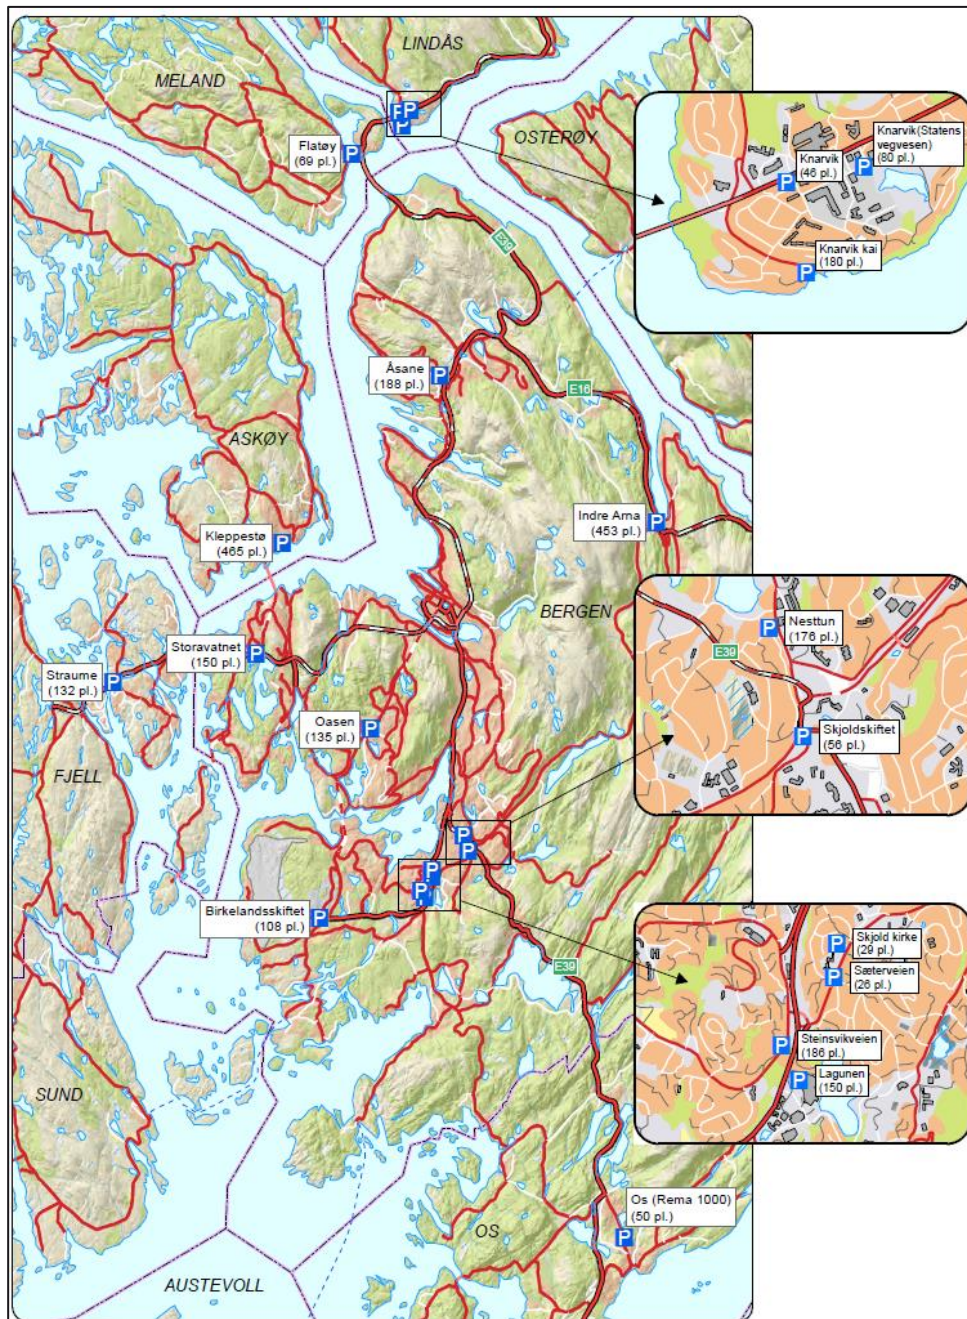 LINDÅS
MELAND
P
P
P
OSTERØY
Flatøy
(69 pl.)
P
Knarvik(Statens
vegvesen)
(80 pl.)
P
Knarvik
(46 pl.)
P
Knarvik kai
(180 pl.)
P
E39
Åsane
(188 pl.)
P
E16
ASKØY
Kleppestø
(465 pl.)
P
Indre Arna
(453 pl.)
P
BERGEN
Storavatnet
(150 pl.)
P
Straume
(132 pl.)
P
Oasen
(135 pl.)
P
Nesttun
(176 pl.)
P
E39
Skjoldskiftet
(56 pl.)
P
FJELL
P
P
P
P
Birkelandsskiftet
(108 pl.)
P
E39
Skjold kirke
(29 pl.)
P
Sæterveien
(26 pl.)
P
Steinsvikveien
(186 pl.)
P
Lagunen
(150 pl.)
P
SUND
Os (Rema 1000)
(50 pl.)
P
OS
AUSTEVOLL